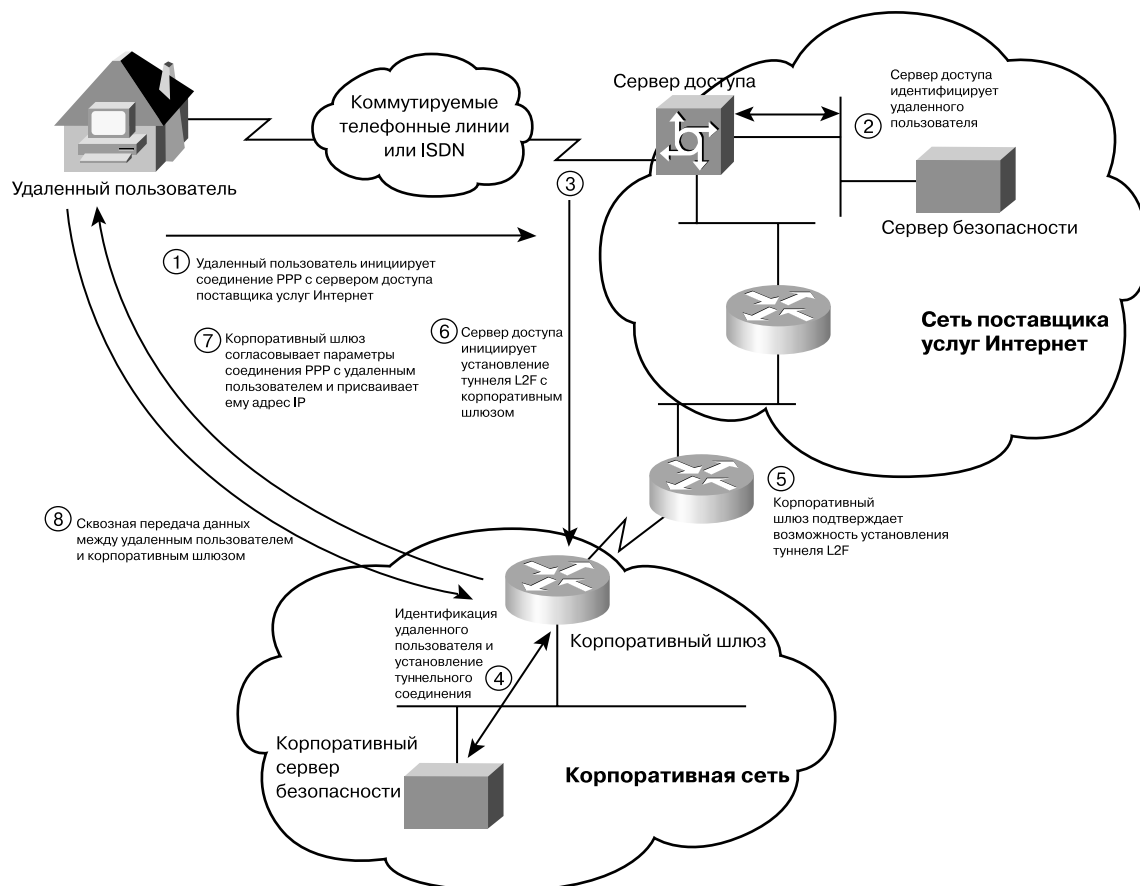 Коммутируемые
телефонные линии
или ISDN
Удаленный пользователь
Сервер доступа
Сервер доступа
идентифицирует
удаленного
пользователя
2
Сервер безопасности
3
1 Удаленный пользователь инициирует
соединение PPP с сервером доступа
поставщика услуг Интернет
Сеть поставщика
услуг Интернет
7 Корпоративный шлюз
согласовывает параметры
соединения PPP с удаленным
пользователем и присваивает
ему адрес IP
6 Сервер доступа
инициирует
установление
туннеля L2F с
корпоративным
шлюзом
5
Корпоративный
шлюз подтверждает
возможность установления
туннеля L2F
8 Сквозная передача данных
между удаленным пользователем
и корпоративным шлюзом
Идентификация
удаленного
пользователя и
установление
туннельного
соединения
4
Корпоративный шлюз
Корпоративный
сервер
безопасности
Корпоративная сеть